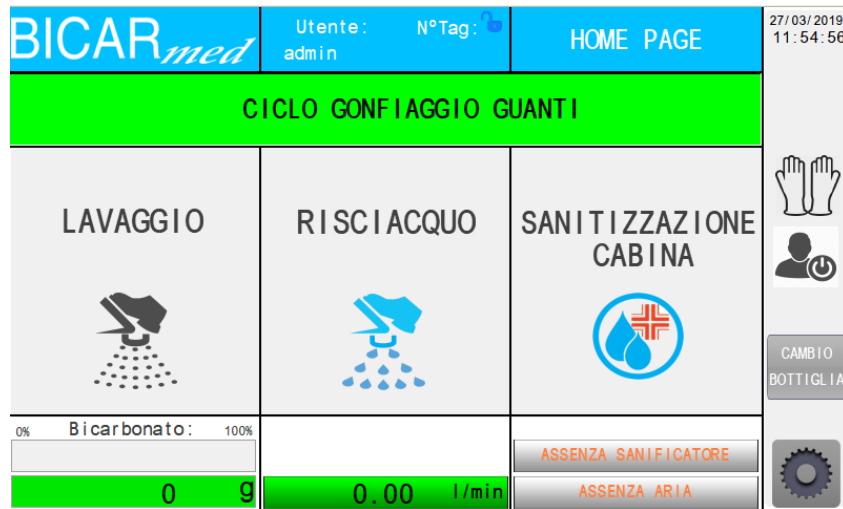 BICARmed
Utente: N°Tag:
admin
HOME PAGE
27/03/2019
11:54:56
CICLO GONFIAGGIO GUANTI
LAVAGGIO
RISCIACQUO
SANITIZZAZIONE
CABINA
CAMBIO
BOTTIGLIA
0% Bicarbonato: 100%
ASSENZA SANIFICATORE
0 g
0.00 l/min
ASSENZA ARIA